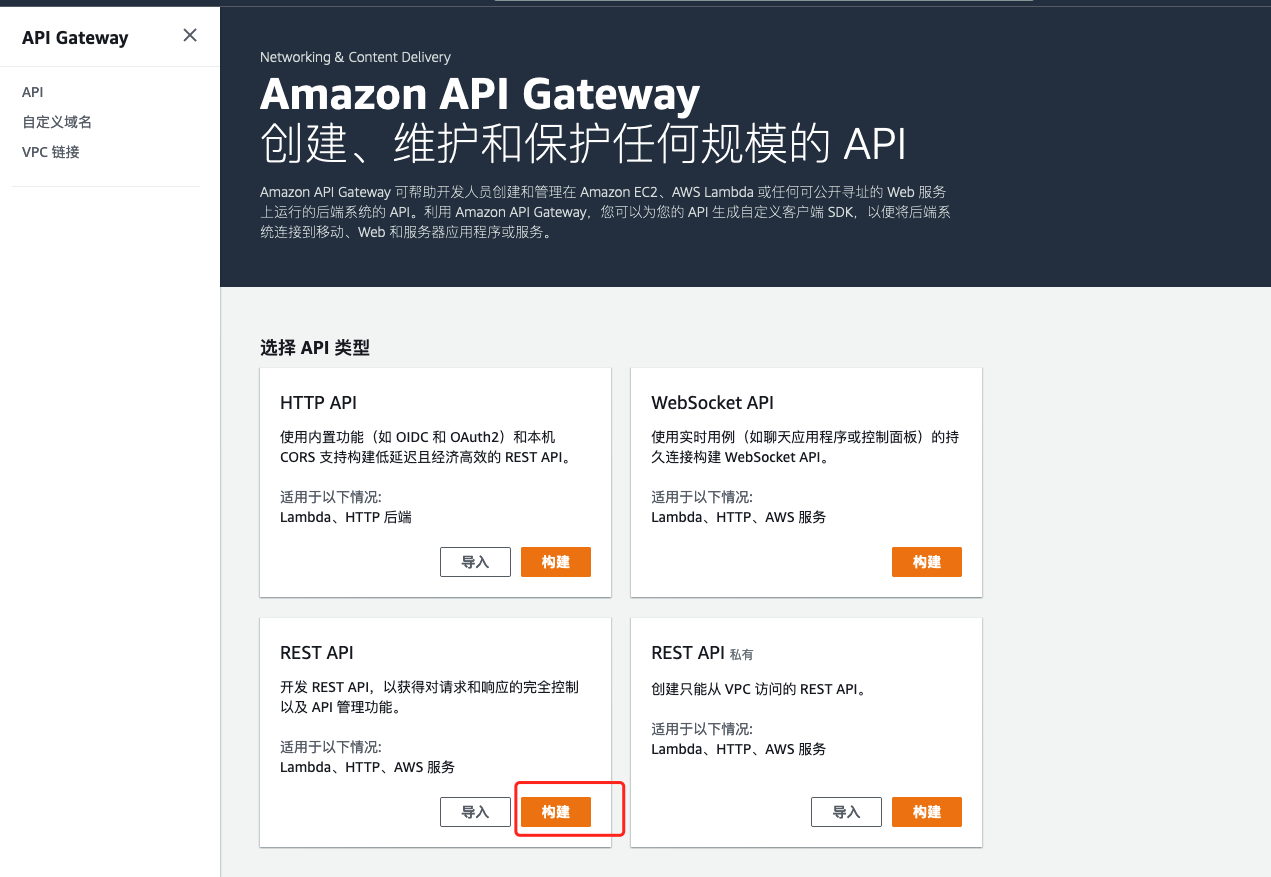 API Gateway
API
自定义域名
VPC 链接
Networking & Content Delivery
Amazon API Gateway
创建、维护和保护任何规模的 API
Amazon API Gateway 可帮助开发人员创建和管理在 Amazon EC2、AWS Lambda 或任何可公开寻址的 Web 服务
上运行的后端系统的 API。利用 Amazon API Gateway，您可以为您的 API 生成自定义客户端 SDK，以便将后端系
统连接到移动、Web 和服务器应用程序或服务。
选择 API 类型
HTTP API
使用内置功能（如 OIDC 和 OAuth2）和本机
CORS 支持构建低延迟且经济高效的 REST API。
适用于以下情况:
Lambda、HTTP 后端
导入
构建
WebSocket API
使用实时用例（如聊天应用程序或控制面板）的持
久连接构建 WebSocket API。
适用于以下情况:
Lambda、HTTP、AWS 服务
构建
REST API
开发 REST API，以获得对请求和响应的完全控制
以及 API 管理功能。
适用于以下情况:
Lambda、HTTP、AWS 服务
导入
构建
REST API 私有
创建只能从 VPC 访问的 REST API。
适用于以下情况:
Lambda、HTTP、AWS 服务
导入
构建